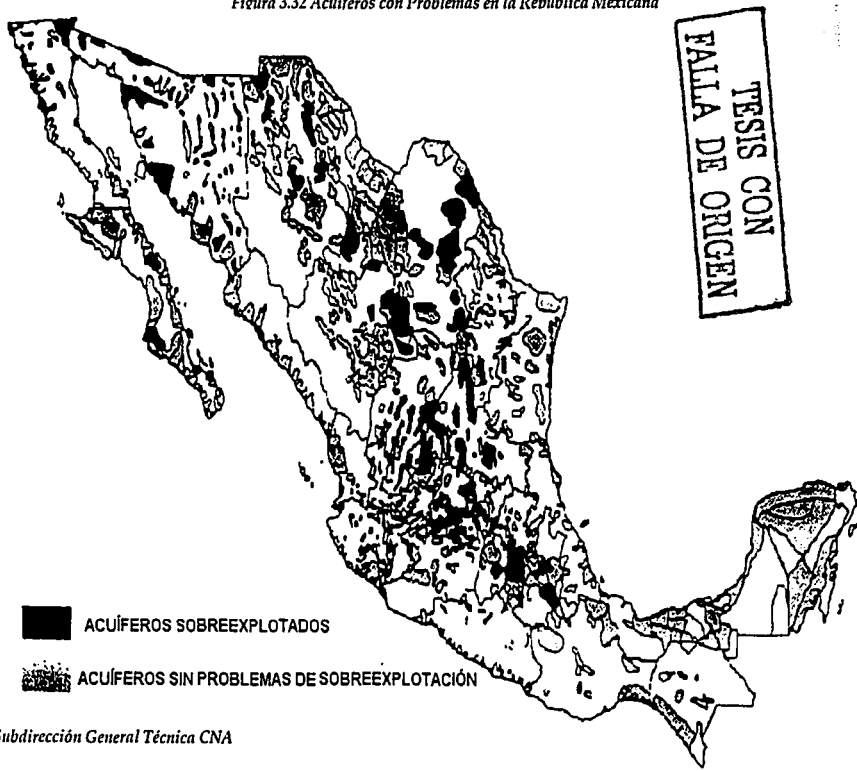 Figura 3.32 Acuíferos con Problemas en la República Mexicana
TESIS CON
FALLA DE ORIGEN
ACUÍFEROS SOBREEXPLOTADOS
ACUÍFEROS SIN PROBLEMAS DE SOBREEXPLOTACIÓN
Subdirección General Técnica CNA